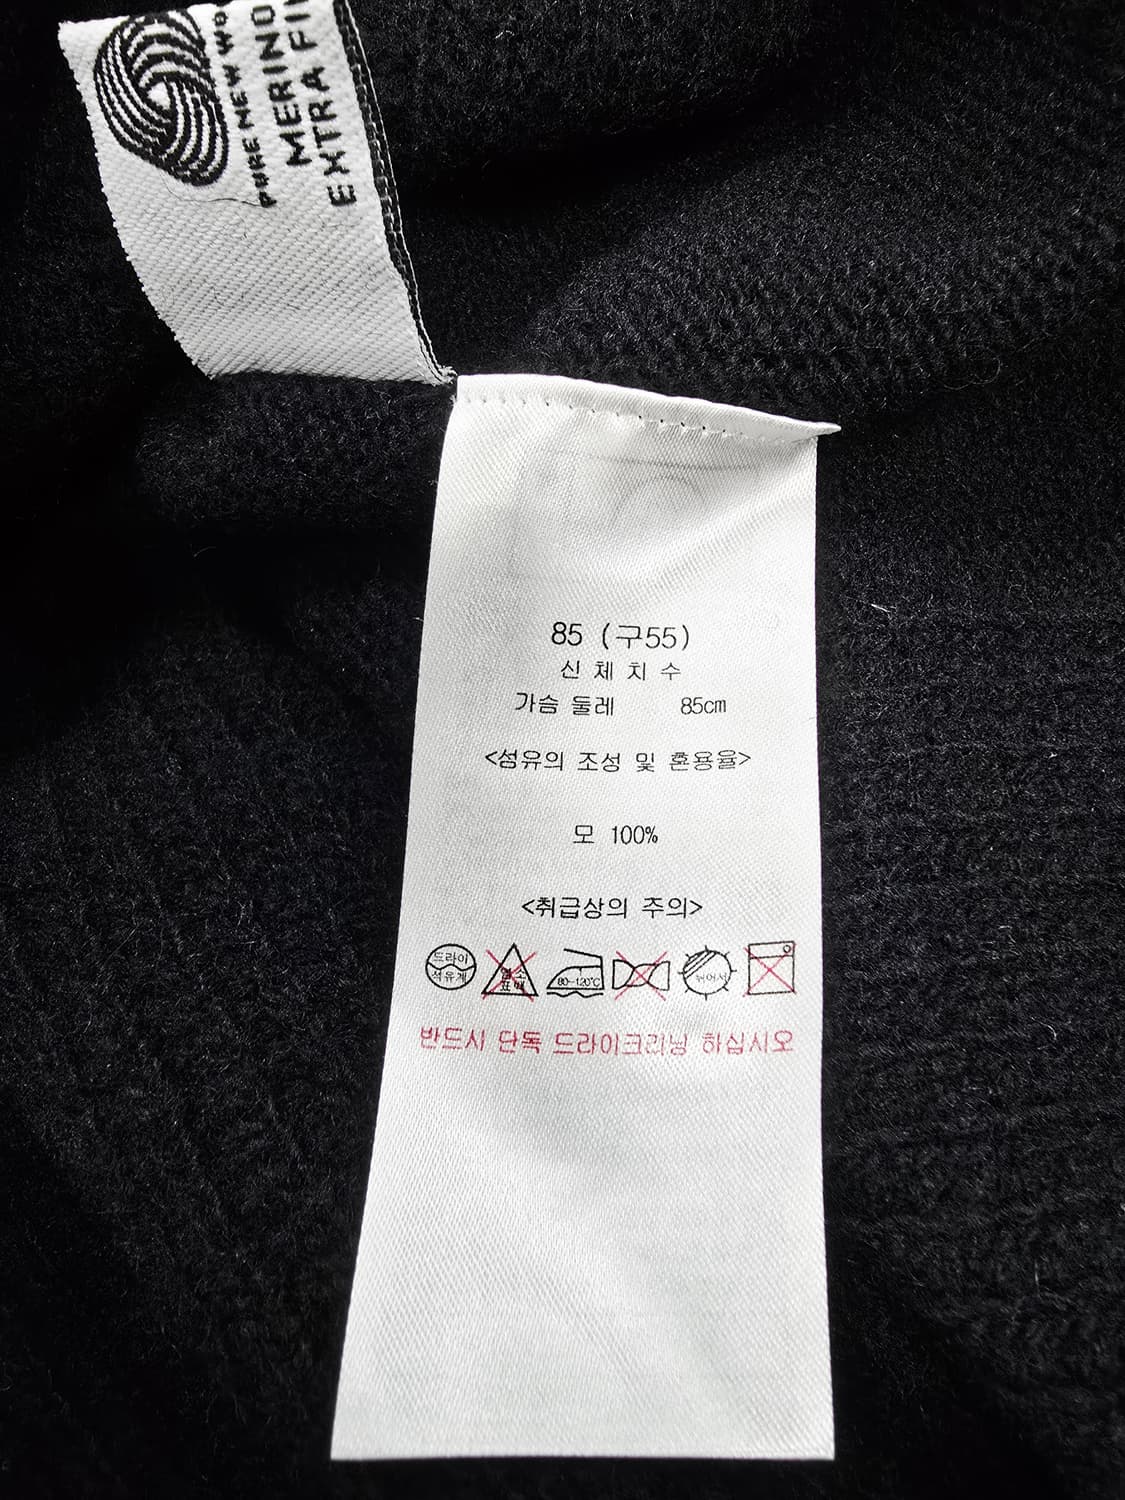 PURE NEW WO
MERINO
EXTRA FI
85 (구55)
신 체 치 수
가슴 둘레 85cm
<섬유의 조성 및 혼용율>
모 100%
<취급상의 주의>
드라이
석유계
염소
표백
80~120℃
뉘어서
반드시 단독 드라이크리닝 하십시오